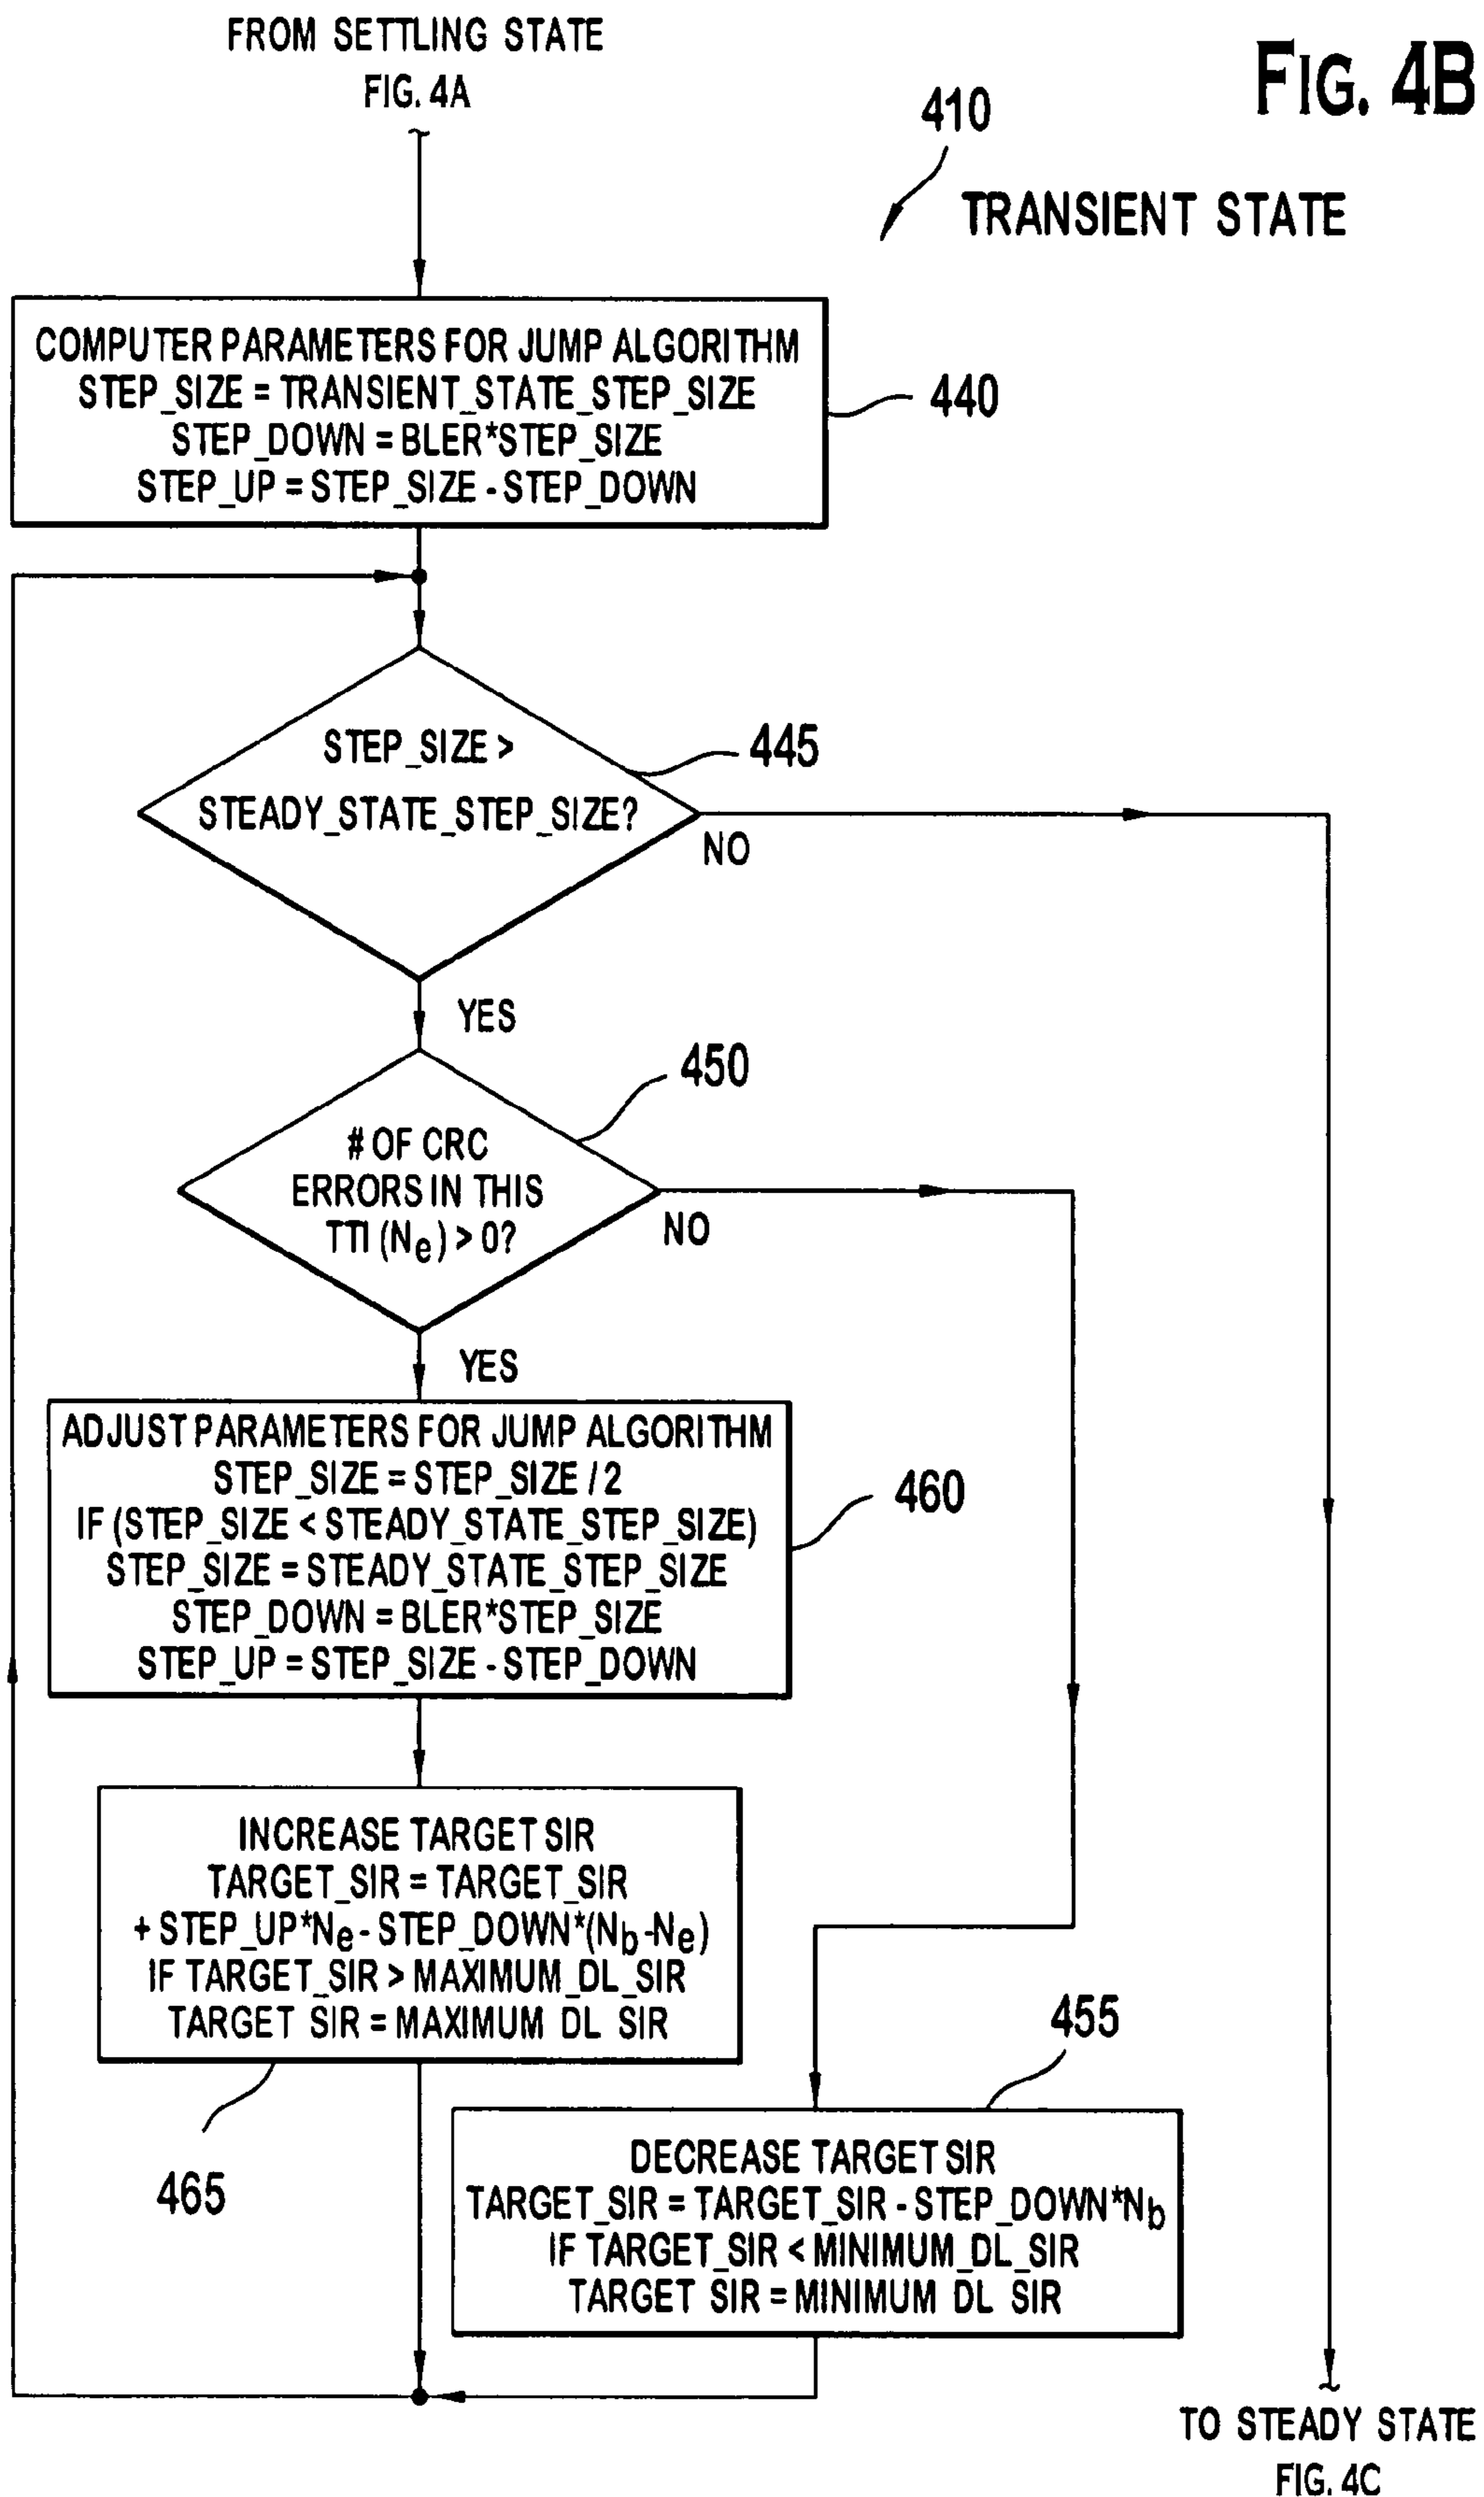 FROM SETTLING STATE
FIG. 4A
FIG. 4B
410
TRANSIENT STATE
COMPUTER PARAMETERS FOR JUMP ALGORITHM
STEP_SIZE = TRANSIENT_STATE_STEP_SIZE
STEP_DOWN = BLER*STEP_SIZE
STEP_UP = STEP_SIZE - STEP_DOWN
440
STEP_SIZE >
STEADY_STATE_STEP_SIZE?
445
NO
YES
450
# OF CRC
ERRORS IN THIS
TTI (Ne) > 0?
NO
YES
ADJUST PARAMETERS FOR JUMP ALGORITHM
STEP_SIZE = STEP_SIZE / 2
IF (STEP_SIZE < STEADY_STATE_STEP_SIZE)
STEP_SIZE = STEADY_STATE_STEP_SIZE
STEP_DOWN = BLER*STEP_SIZE
STEP_UP = STEP_SIZE - STEP_DOWN
460
INCREASE TARGET SIR
TARGET_SIR = TARGET_SIR
+ STEP_UP*Ne - STEP_DOWN*(Nb-Ne)
IF TARGET_SIR > MAXIMUM_DL_SIR
TARGET SIR = MAXIMUM DL SIR
465
455
DECREASE TARGET SIR
TARGET_SIR = TARGET_SIR - STEP_DOWN*Nb
IF TARGET_SIR < MINIMUM_DL_SIR
TARGET SIR = MINIMUM DL SIR
TO STEADY STATE
FIG. 4C